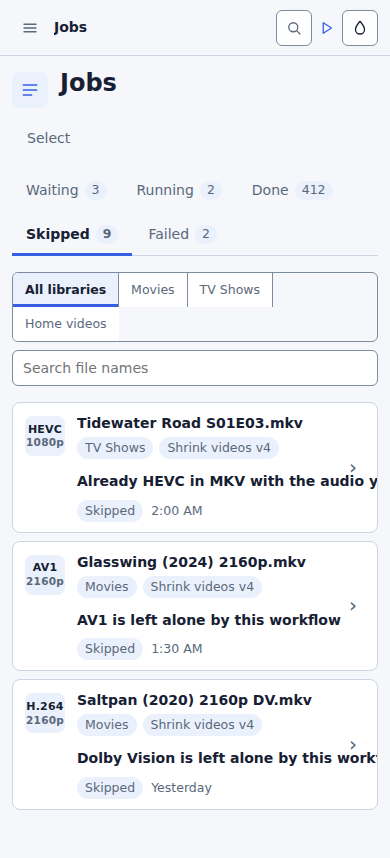 Jobs
Jobs
Select
Waiting 3 Running 2 Done 412
Skipped 9 Failed 2
All libraries Movies TV Shows
Home videos
Search file names
HEVC
1080p
Tidewater Road S01E03.mkv
TV Shows Shrink videos v4
Already HEVC in MKV with the audio y
Skipped 2:00 AM
AV1
2160p
Glasswing (2024) 2160p.mkv
Movies Shrink videos v4
AV1 is left alone by this workflow
Skipped 1:30 AM
H.264
2160p
Saltpan (2020) 2160p DV.mkv
Movies Shrink videos v4
Dolby Vision is left alone by this
Skipped Yesterday